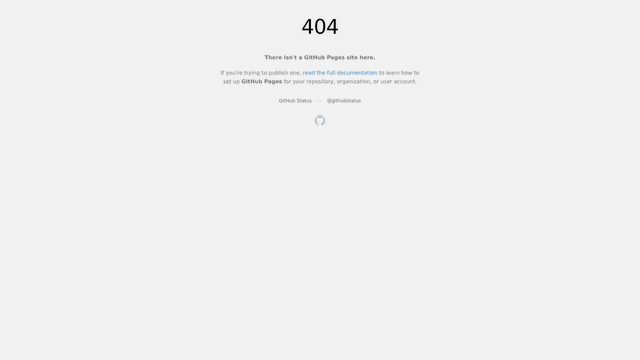 404
There isn't a GitHub Pages site here.
If you're trying to publish one, read the full documentation to learn how to
set up GitHub Pages for your repository, organization, or user account.
GitHub Status — @githubstatus